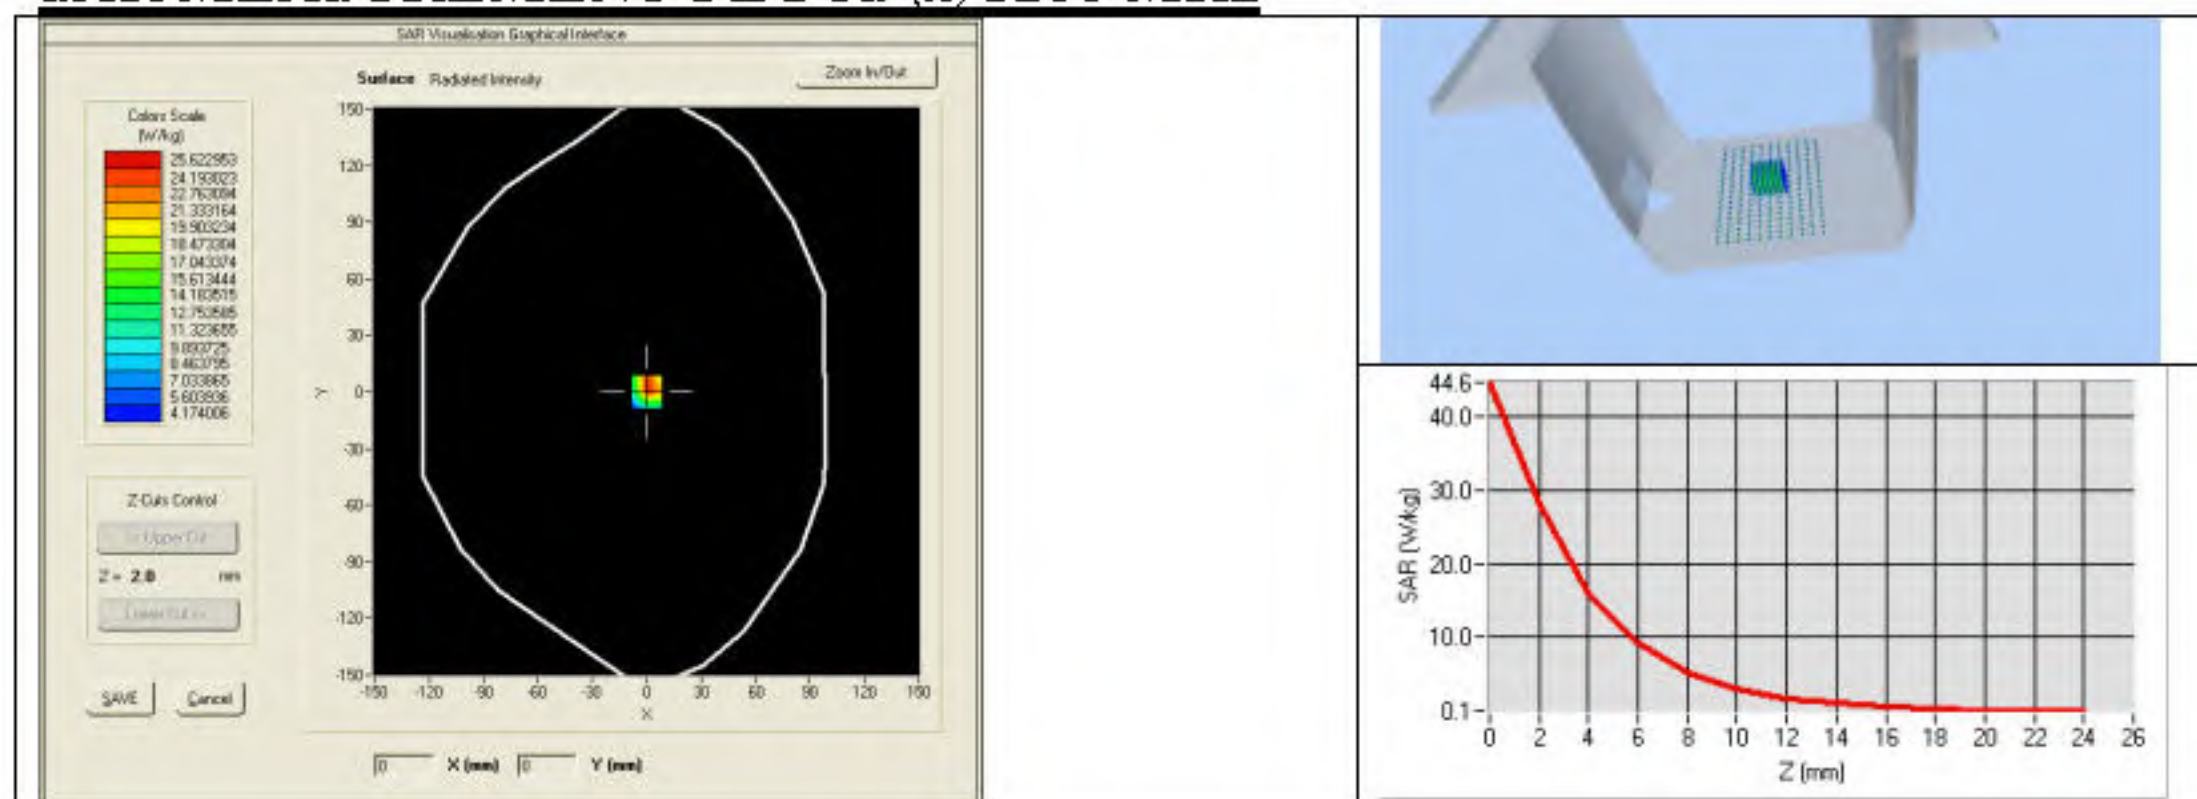 SAR Visualisation Graphical Interface
Surface Radiated Intensity
Zoom In/Out
Colors Scale
(W/kg)
25.622953
24.193023
22.763094
21.333164
19.903234
18.473304
17.043374
15.613444
14.183515
12.753585
11.323655
9.893725
8.463795
7.033865
5.603936
4.174006
Z-Cuts Control
Upper Cut
Z = 2.0 mm
Lower Cut >>
SAVE Cancel
150
120
90
60
30
0
-30
-60
-90
-120
-150
Y
-150 -120 -90 -60 -30 0 30 60 90 120 150
X
0 X (mm) 0 Y (mm)
44.6
40.0
30.0
20.0
10.0
0.1
SAR (W/kg)
0 2 4 6 8 10 12 14 16 18 20 22 24 26
Z (mm)